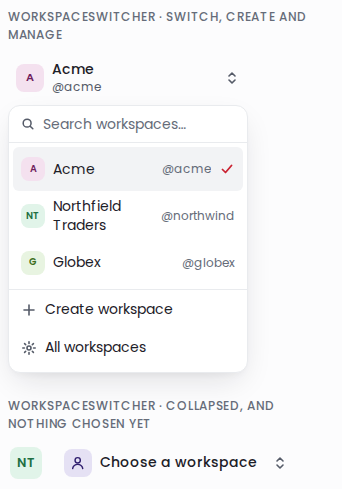 WORKSPACESWITCHER · SWITCH, CREATE AND
MANAGE
A Acme
@acme
Search workspaces...
A Acme @acme
NT Northfield Traders @northwind
G Globex @globex
Create workspace
All workspaces
WORKSPACESWITCHER · COLLAPSED, AND
NOTHING CHOSEN YET
NT Choose a workspace